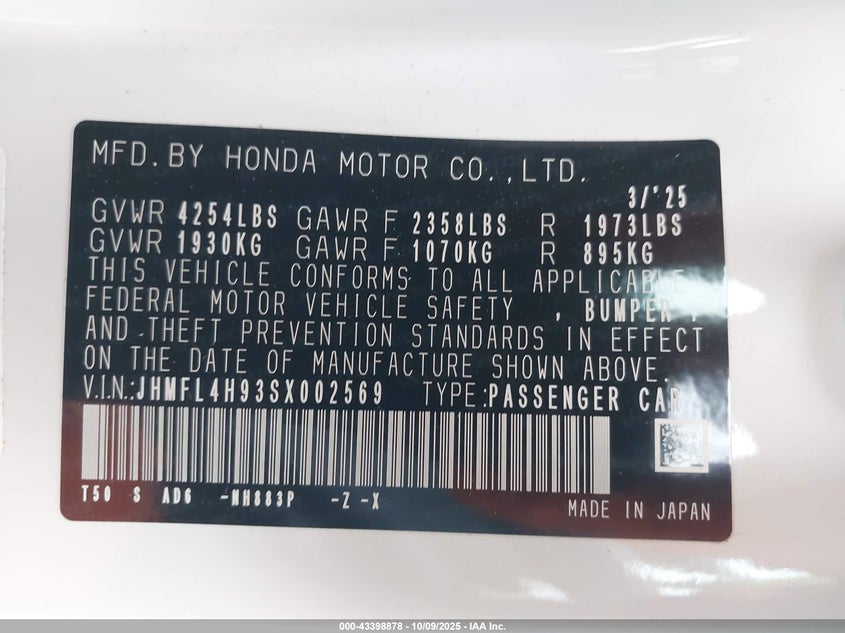 MFD. BY HONDA MOTOR CO.,LTD.
3/'25
GVWR 4254LBS GAWR F 2358LBS R 1973LBS
GVWR 1930KG GAWR F 1070KG R 895KG
THIS VEHICLE CONFORMS TO ALL APPLICABLE
FEDERAL MOTOR VEHICLE SAFETY , BUMPER ,
AND THEFT PREVENTION STANDARDS IN EFFECT
ON THE DATE OF MANUFACTURE SHOWN ABOVE.
V.I.N.:JHMFL4H93SX002569 TYPE:PASSENGER CAR
T50 S AD6 -NH883P -Z -X
MADE IN JAPAN
000-43398878 - 10/09/2025 - IAA Inc.